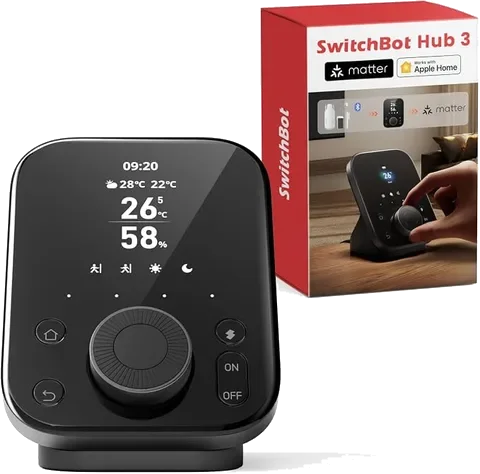 09:20
28°C 22°C
26.5°C
58%
ON
OFF
SwitchBot Hub 3
matter
Works with
Apple Home
matter
SwitchBot